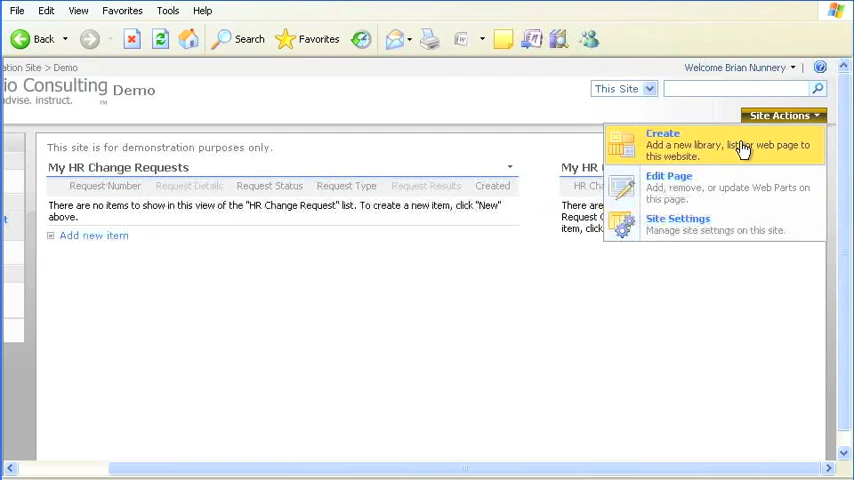 File Edit View Favorites Tools Help
Back Search Favorites
ation Site > Demo Welcome Brian Nunnery
io Consulting Demo This Site
advise. instruct. TM
Site Actions
Create
Add a new library, list or web page to
this website.
This site is for demonstration purposes only.
My HR Change Requests My HR
Request Number Request Details Request Status Request Type Request Results Created HR Ch
Edit Page
Add, remove, or update Web Parts on
this page.
There are no items to show in this view of the "HR Change Request" list. To create a new item, click "New"
above.
There are
Request C
item, click
Site Settings
Manage site settings on this site.
Add new item